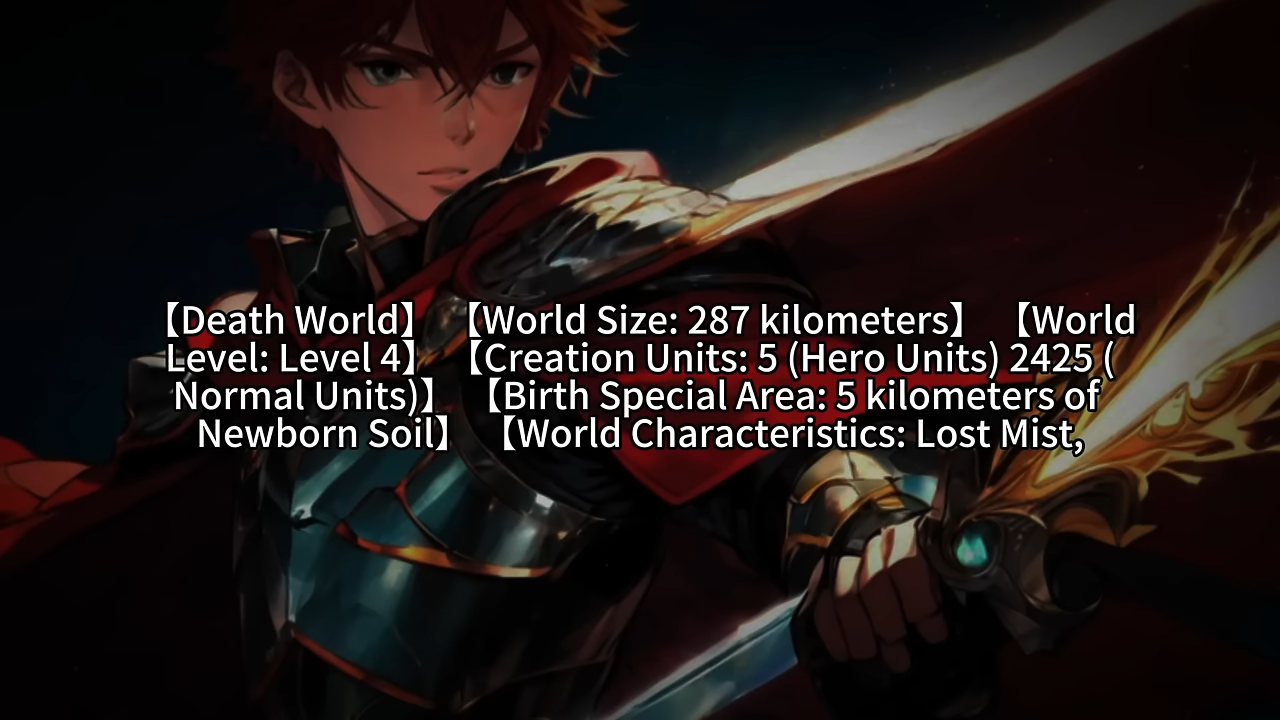 【Death World】 【World Size: 287 kilometers】 【World
Level: Level 4】 【Creation Units: 5 (Hero Units) 2425 (
Normal Units)】 【Birth Special Area: 5 kilometers of
Newborn Soil】 【World Characteristics: Lost Mist,